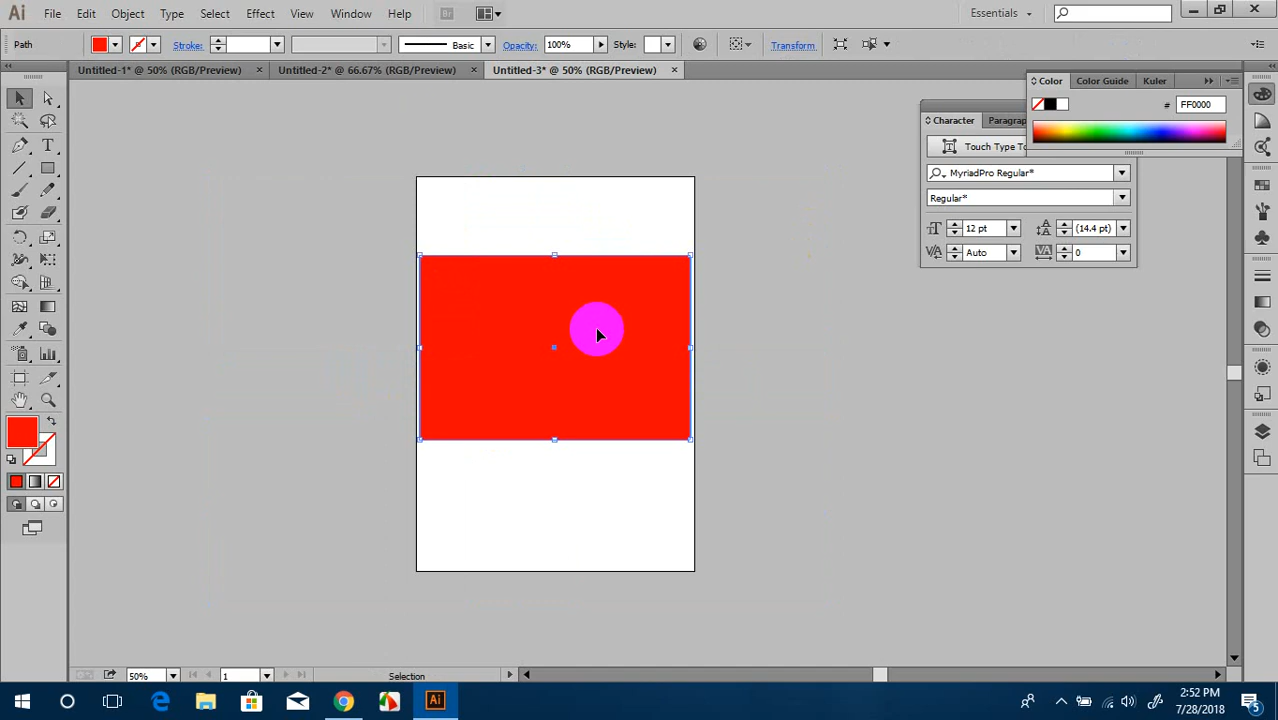 Ai File Edit Object Type Select Effect View Window Help Br Essentials
Path Stroke: Basic Opacity: 100% Style: Transform
Untitled-1* @ 50% (RGB/Preview) Untitled-2* @ 66.67% (RGB/Preview) Untitled-3* @ 50% (RGB/Preview)
Color Color Guide Kuler
# FF0000
Character Paragrap
Touch Type To
MyriadPro Regular*
Regular*
12 pt (14.4 pt)
Auto 0
50% 1 Selection
Ai
2:52 PM
7/28/2018
5